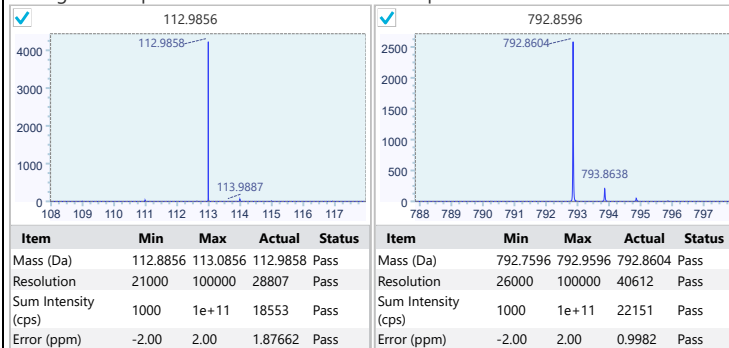 112.9856
112.9858
4000
3000
2000
1000
0
113.9887
108 109 110 111 112 113 114 115 116 117
Item Min Max Actual Status
Mass (Da) 112.8856 113.0856 112.9858 Pass
Resolution 21000 100000 28807 Pass
Sum Intensity
(cps) 1000 1e+11 18553 Pass
Error (ppm) -2.00 2.00 1.87662 Pass
792.8596
792.8604
2500
2000
1500
1000
500
0
793.8638
788 789 790 791 792 793 794 795 796 797
Item Min Max Actual Status
Mass (Da) 792.7596 792.9596 792.8604 Pass
Resolution 26000 100000 40612 Pass
Sum Intensity
(cps) 1000 1e+11 22151 Pass
Error (ppm) -2.00 2.00 0.9982 Pass